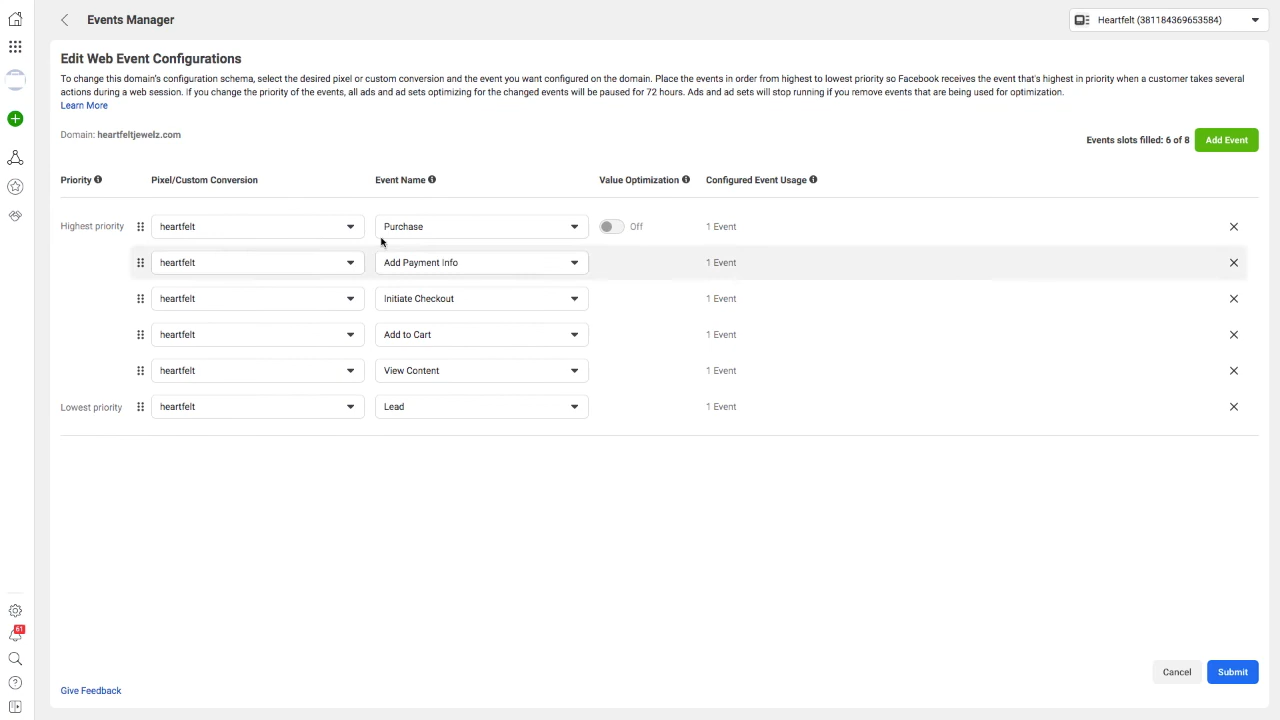 Events Manager
Heartfelt (381184369653584)
Edit Web Event Configurations
To change this domain's configuration schema, select the desired pixel or custom conversion and the event you want configured on the domain. Place the events in order from highest to lowest priority so Facebook receives the event that's highest in priority when a customer takes several
actions during a web session. If you change the priority of the events, all ads and ad sets optimizing for the changed events will be paused for 72 hours. Ads and ad sets will stop running if you remove events that are being used for optimization.
Learn More
Domain: heartfeltjewelz.com
Events slots filled: 6 of 8
Add Event
Priority Pixel/Custom Conversion Event Name Value Optimization Configured Event Usage
Highest priority heartfelt Purchase Off 1 Event
heartfelt Add Payment Info 1 Event
heartfelt Initiate Checkout 1 Event
heartfelt Add to Cart 1 Event
heartfelt View Content 1 Event
Lowest priority heartfelt Lead 1 Event
61
Cancel Submit
Give Feedback